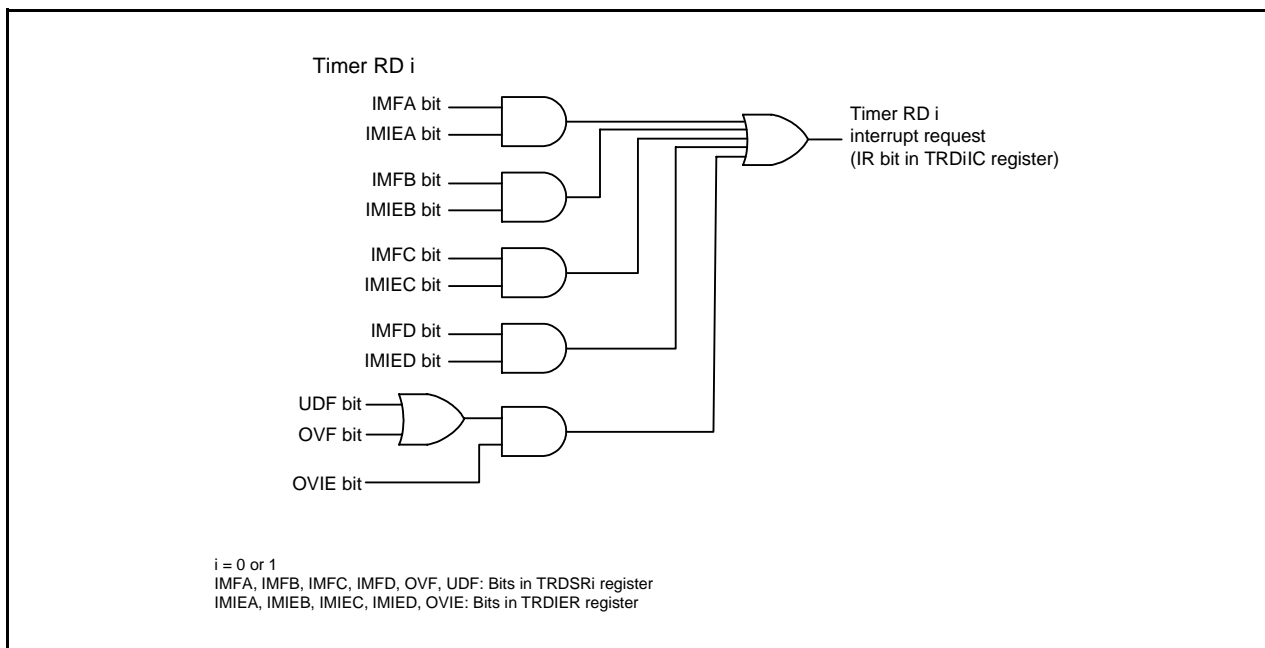 Timer RD i
IMFA bit
IMIEA bit
IMFB bit
IMIEB bit
IMFC bit
IMIEC bit
IMFD bit
IMIED bit
UDF bit
OVF bit
OVIE bit
Timer RD i
interrupt request
(IR bit in TRDiIC register)
i = 0 or 1
IMFA, IMFB, IMFC, IMFD, OVF, UDF: Bits in TRDSRi register
IMIEA, IMIEB, IMIEC, IMIED, OVIE: Bits in TRDIER register